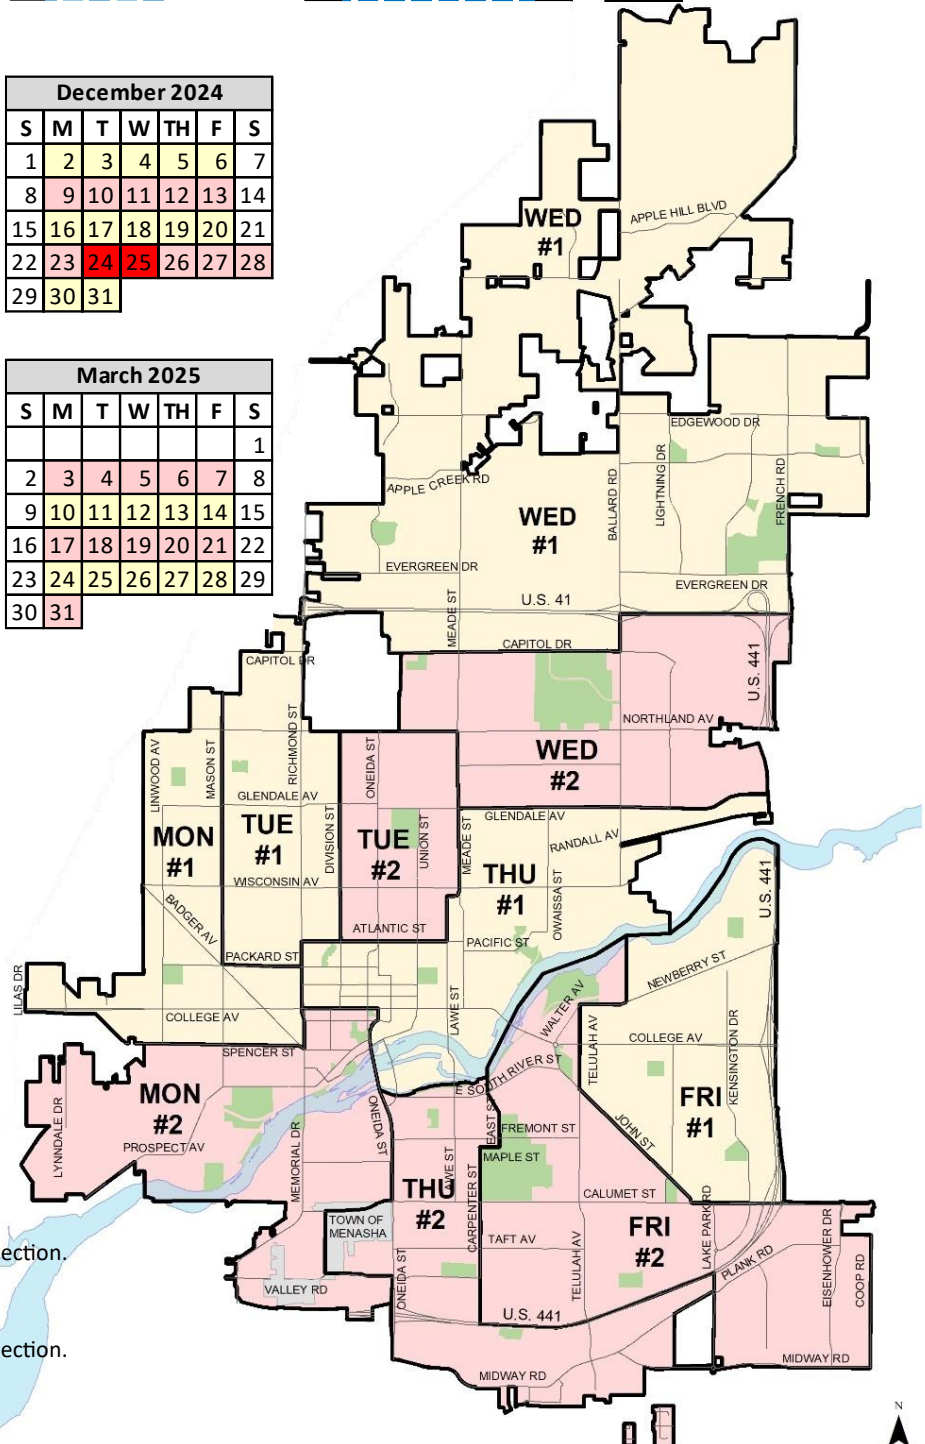 December 2024
S M T W TH F S
1 2 3 4 5 6 7
8 9 10 11 12 13 14
15 16 17 18 19 20 21
22 23 24 25 26 27 28
29 30 31
March 2025
S M T W TH F S
1
2 3 4 5 6 7 8
9 10 11 12 13 14 15
16 17 18 19 20 21 22
23 24 25 26 27 28 29
30 31
APPLE HILL BLVD
WED
#1
EDGEWOOD DR
APPLE CREEK RD
BALLARD RD
LIGHTNING DR
FRENCH RD
WED
#1
EVERGREEN DR
EVERGREEN DR
U.S. 41
MEADE ST
CAPITOL DR
CAPITOL DR
U.S. 441
NORTHLAND AV
WED
#2
LINWOOD AV
MASON ST
RICHMOND ST
ONEIDA ST
GLENDALE AV
GLENDALE AV
DIVISION ST
UNION ST
MEADE ST
RANDALL AV
MON
#1
TUE
#1
TUE
#2
THU
#1
WISCONSIN AV
OWAISSA ST
U.S. 441
BADGER AV
ATLANTIC ST
PACIFIC ST
PACKARD ST
NEWBERRY ST
LILAS DR
COLLEGE AV
LAWE ST
WALTER AV
TELULAH AV
COLLEGE AV
KENSINGTON DR
SPENCER ST
E SOUTH RIVER ST
MON
#2
FRI
#1
LYNNDALE DR
PROSPECT AV
MEMORIAL DR
ONEIDA ST
EAST ST
FREMONT ST
JOHN ST
MAPLE ST
LAWE ST
THU
#2
CARPENTER ST
CALUMET ST
LAKE PARK RD
TOWN OF
MENASHA
TAFT AV
TELULAH AV
FRI
#2
PLANK RD
EISENHOWER DR
COOP RD
ection.
VALLEY RD
ONEIDA ST
U.S. 441
ection.
MIDWAY RD
MIDWAY RD
N